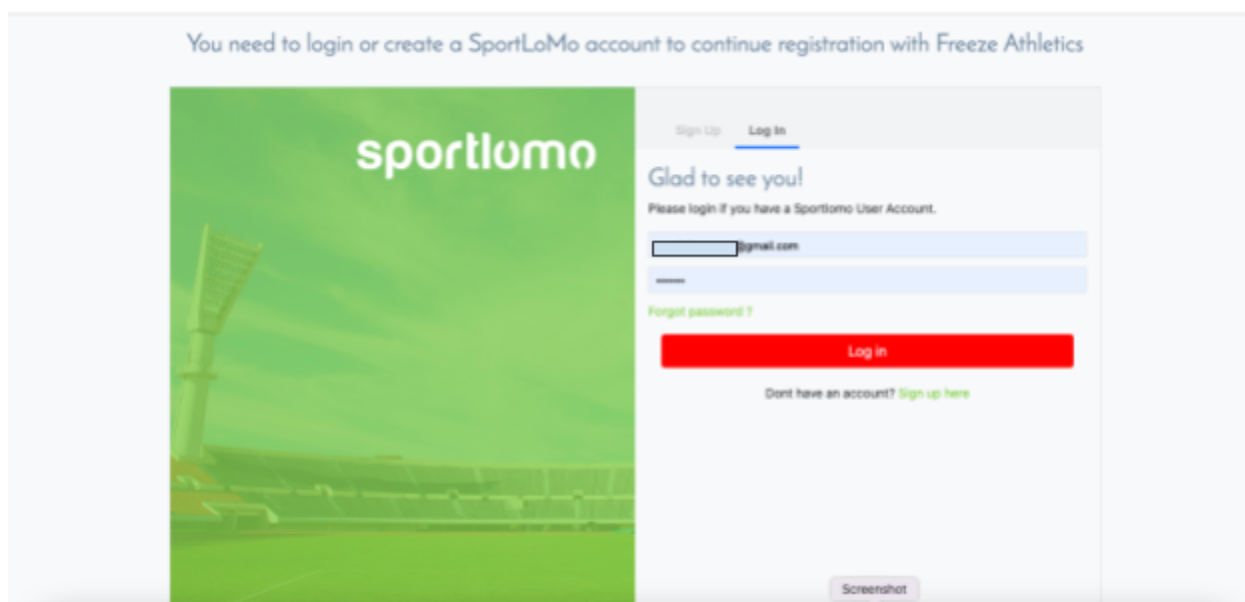 You need to login or create a SportLoMo account to continue registration with Freeze Athletics
sportlomo
Sign Up Log In
Glad to see you!
Please login if you have a Sportlomo User Account.
@gmail.com
Forgot password ?
Log in
Dont have an account? Sign up here
Screenshot